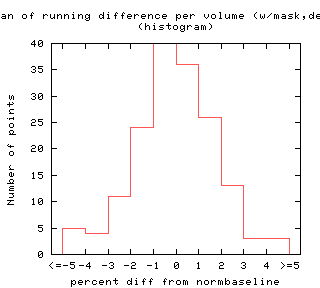 an of running difference per volume (w/mask,de
(histogram)
40
35
30
25
20
15
10
5
0
Number of points
<=-5 -4 -3 -2 -1 0 1 2 3 4 >=5
percent diff from normbaseline